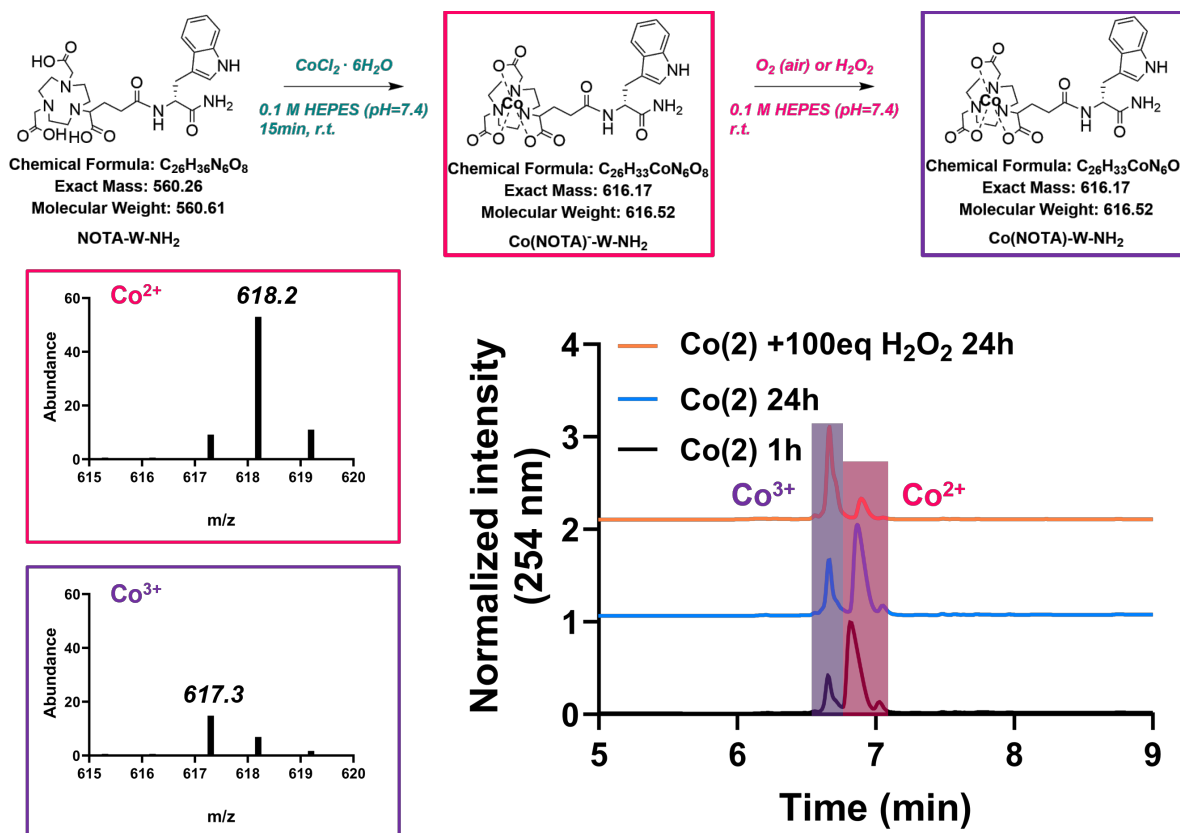 CoCl₂ · 6H₂O
0.1 M HEPES (pH=7.4)
15min, r.t.
O₂ (air) or H₂O₂
0.1 M HEPES (pH=7.4)
r.t.
HO
O
N
N
N
O
OH
HO
O
O
N
H
O
NH₂
NH
Chemical Formula: C₂₆H₃₆N₆O₈
Exact Mass: 560.26
Molecular Weight: 560.61
NOTA-W-NH₂
O
O
N
Co
N
N
O
O
O
O
O
N
H
O
NH₂
NH
Chemical Formula: C₂₆H₃₃CoN₆O₈
Exact Mass: 616.17
Molecular Weight: 616.52
Co(NOTA)⁻-W-NH₂
O
O
N
Co
N
N
O
O
O
O
O
N
H
O
NH₂
NH
Chemical Formula: C₂₆H₃₃CoN₆O
Exact Mass: 616.17
Molecular Weight: 616.52
Co(NOTA)-W-NH₂
Co²⁺
618.2
Abundance
60
40
20
0
615 616 617 618 619 620
m/z
Co³⁺
617.3
Abundance
60
40
20
0
615 616 617 618 619 620
m/z
Normalized intensity
(254 nm)
4
3
2
1
0
Co(2) +100eq H₂O₂ 24h
Co(2) 24h
Co(2) 1h
Co³⁺
Co²⁺
5 6 7 8 9
Time (min)